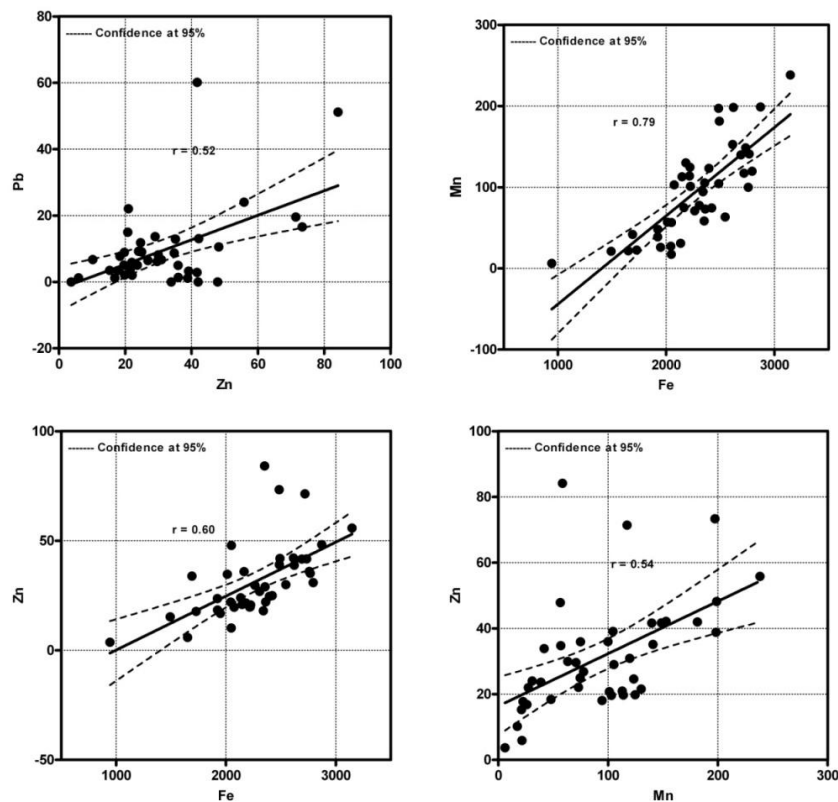 ------ Confidence at 95%
r = 0.52
Pb
80
60
40
20
0
-20
0 20 40 60 80 100
Zn
------ Confidence at 95%
r = 0.79
Mn
300
200
100
0
-100
1000 2000 3000
Fe
------ Confidence at 95%
r = 0.60
Zn
100
50
0
-50
1000 2000 3000
Fe
------ Confidence at 95%
r = 0.54
Zn
100
80
60
40
20
0
0 100 200 300
Mn